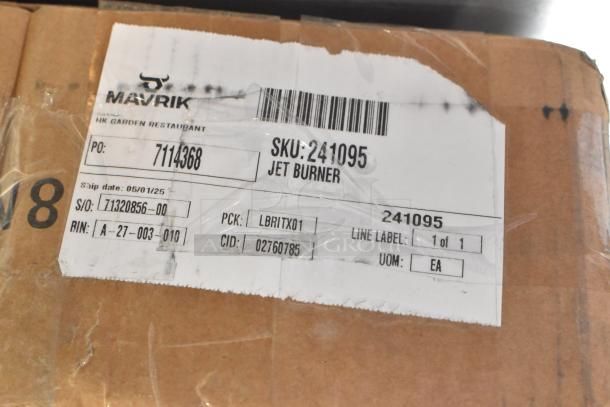 MAVRIK
HK GARDEN RESTAURANT
PO: 7114368
SKU: 241095
JET BURNER
Ship date: 05/01/25
S/O: 71320856-00
RIN: A-27-003-010
PCK: LBRITX01
CID: 02760785
241095
LINE LABEL: 1 of 1
UOM: EA
8